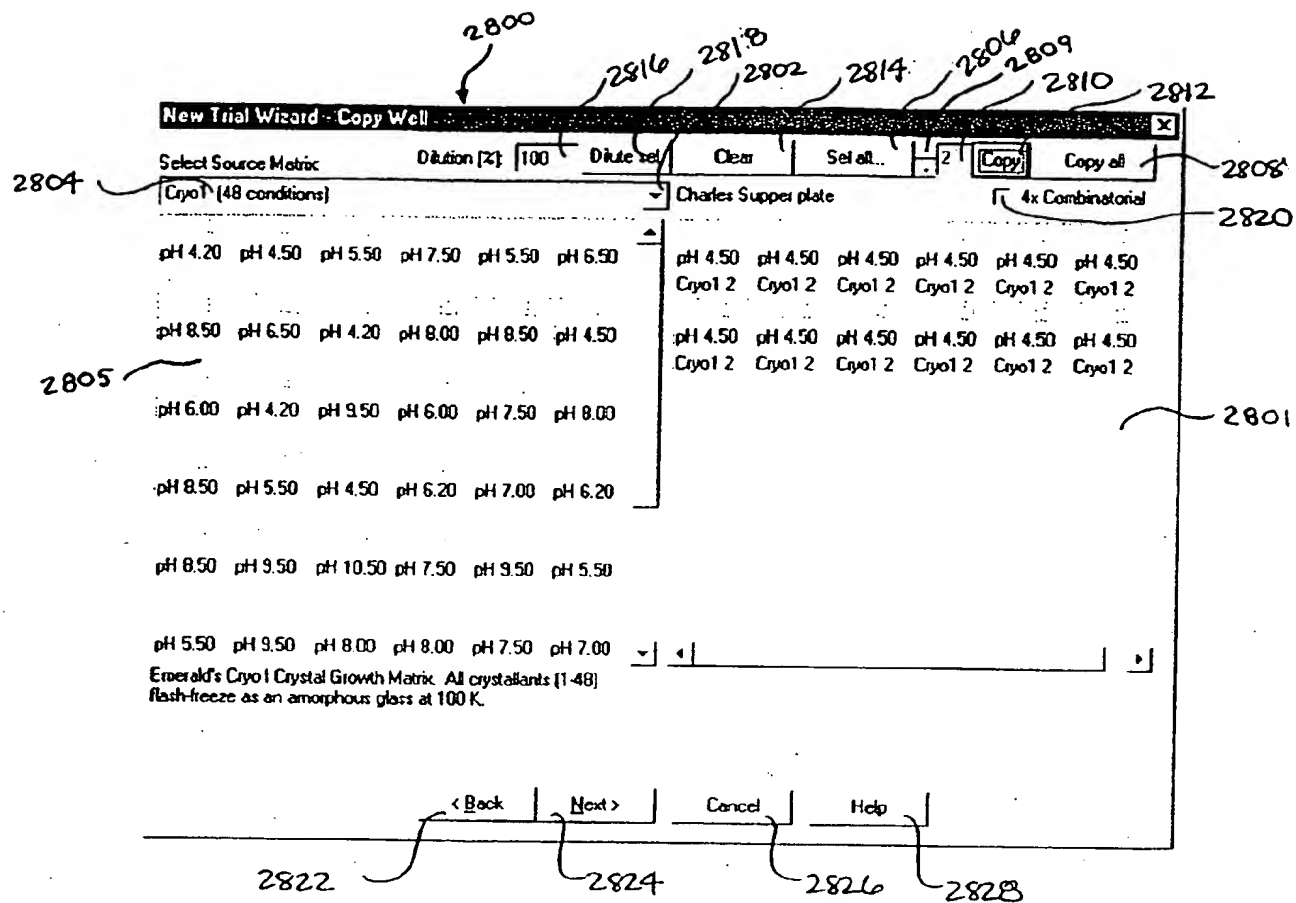 2800
2816 2818 2802 2814 2806 2809 2810 2812
New Trial Wizard - Copy Well
Select Source Matrix Dilution [%]: 100 Dilute sel Clear Sel alt... 2 Copy Copy all
2808
2804
Cryo1 (48 conditions) Charles Supper plate 4x Combinatorial
2820
pH 4.20 pH 4.50 pH 5.50 pH 7.50 pH 5.50 pH 6.50 pH 4.50 pH 4.50 pH 4.50 pH 4.50 pH 4.50 pH 4.50
Cryo1 2 Cryo1 2 Cryo1 2 Cryo1 2 Cryo1 2 Cryo1 2
pH 8.50 pH 6.50 pH 4.20 pH 8.00 pH 8.50 pH 4.50 pH 4.50 pH 4.50 pH 4.50 pH 4.50 pH 4.50 pH 4.50
Cryo1 2 Cryo1 2 Cryo1 2 Cryo1 2 Cryo1 2 Cryo1 2
2805
pH 6.00 pH 4.20 pH 9.50 pH 6.00 pH 7.50 pH 8.00
2801
pH 8.50 pH 5.50 pH 4.50 pH 6.20 pH 7.00 pH 6.20
pH 8.50 pH 9.50 pH 10.50 pH 7.50 pH 9.50 pH 5.50
pH 5.50 pH 9.50 pH 8.00 pH 8.00 pH 7.50 pH 7.00
Emerald's Cryo I Crystal Growth Matrix. All crystallants [1-48]
flash-freeze as an amorphous glass at 100 K.
< Back Next > Cancel Help
2822 2824 2826 2828